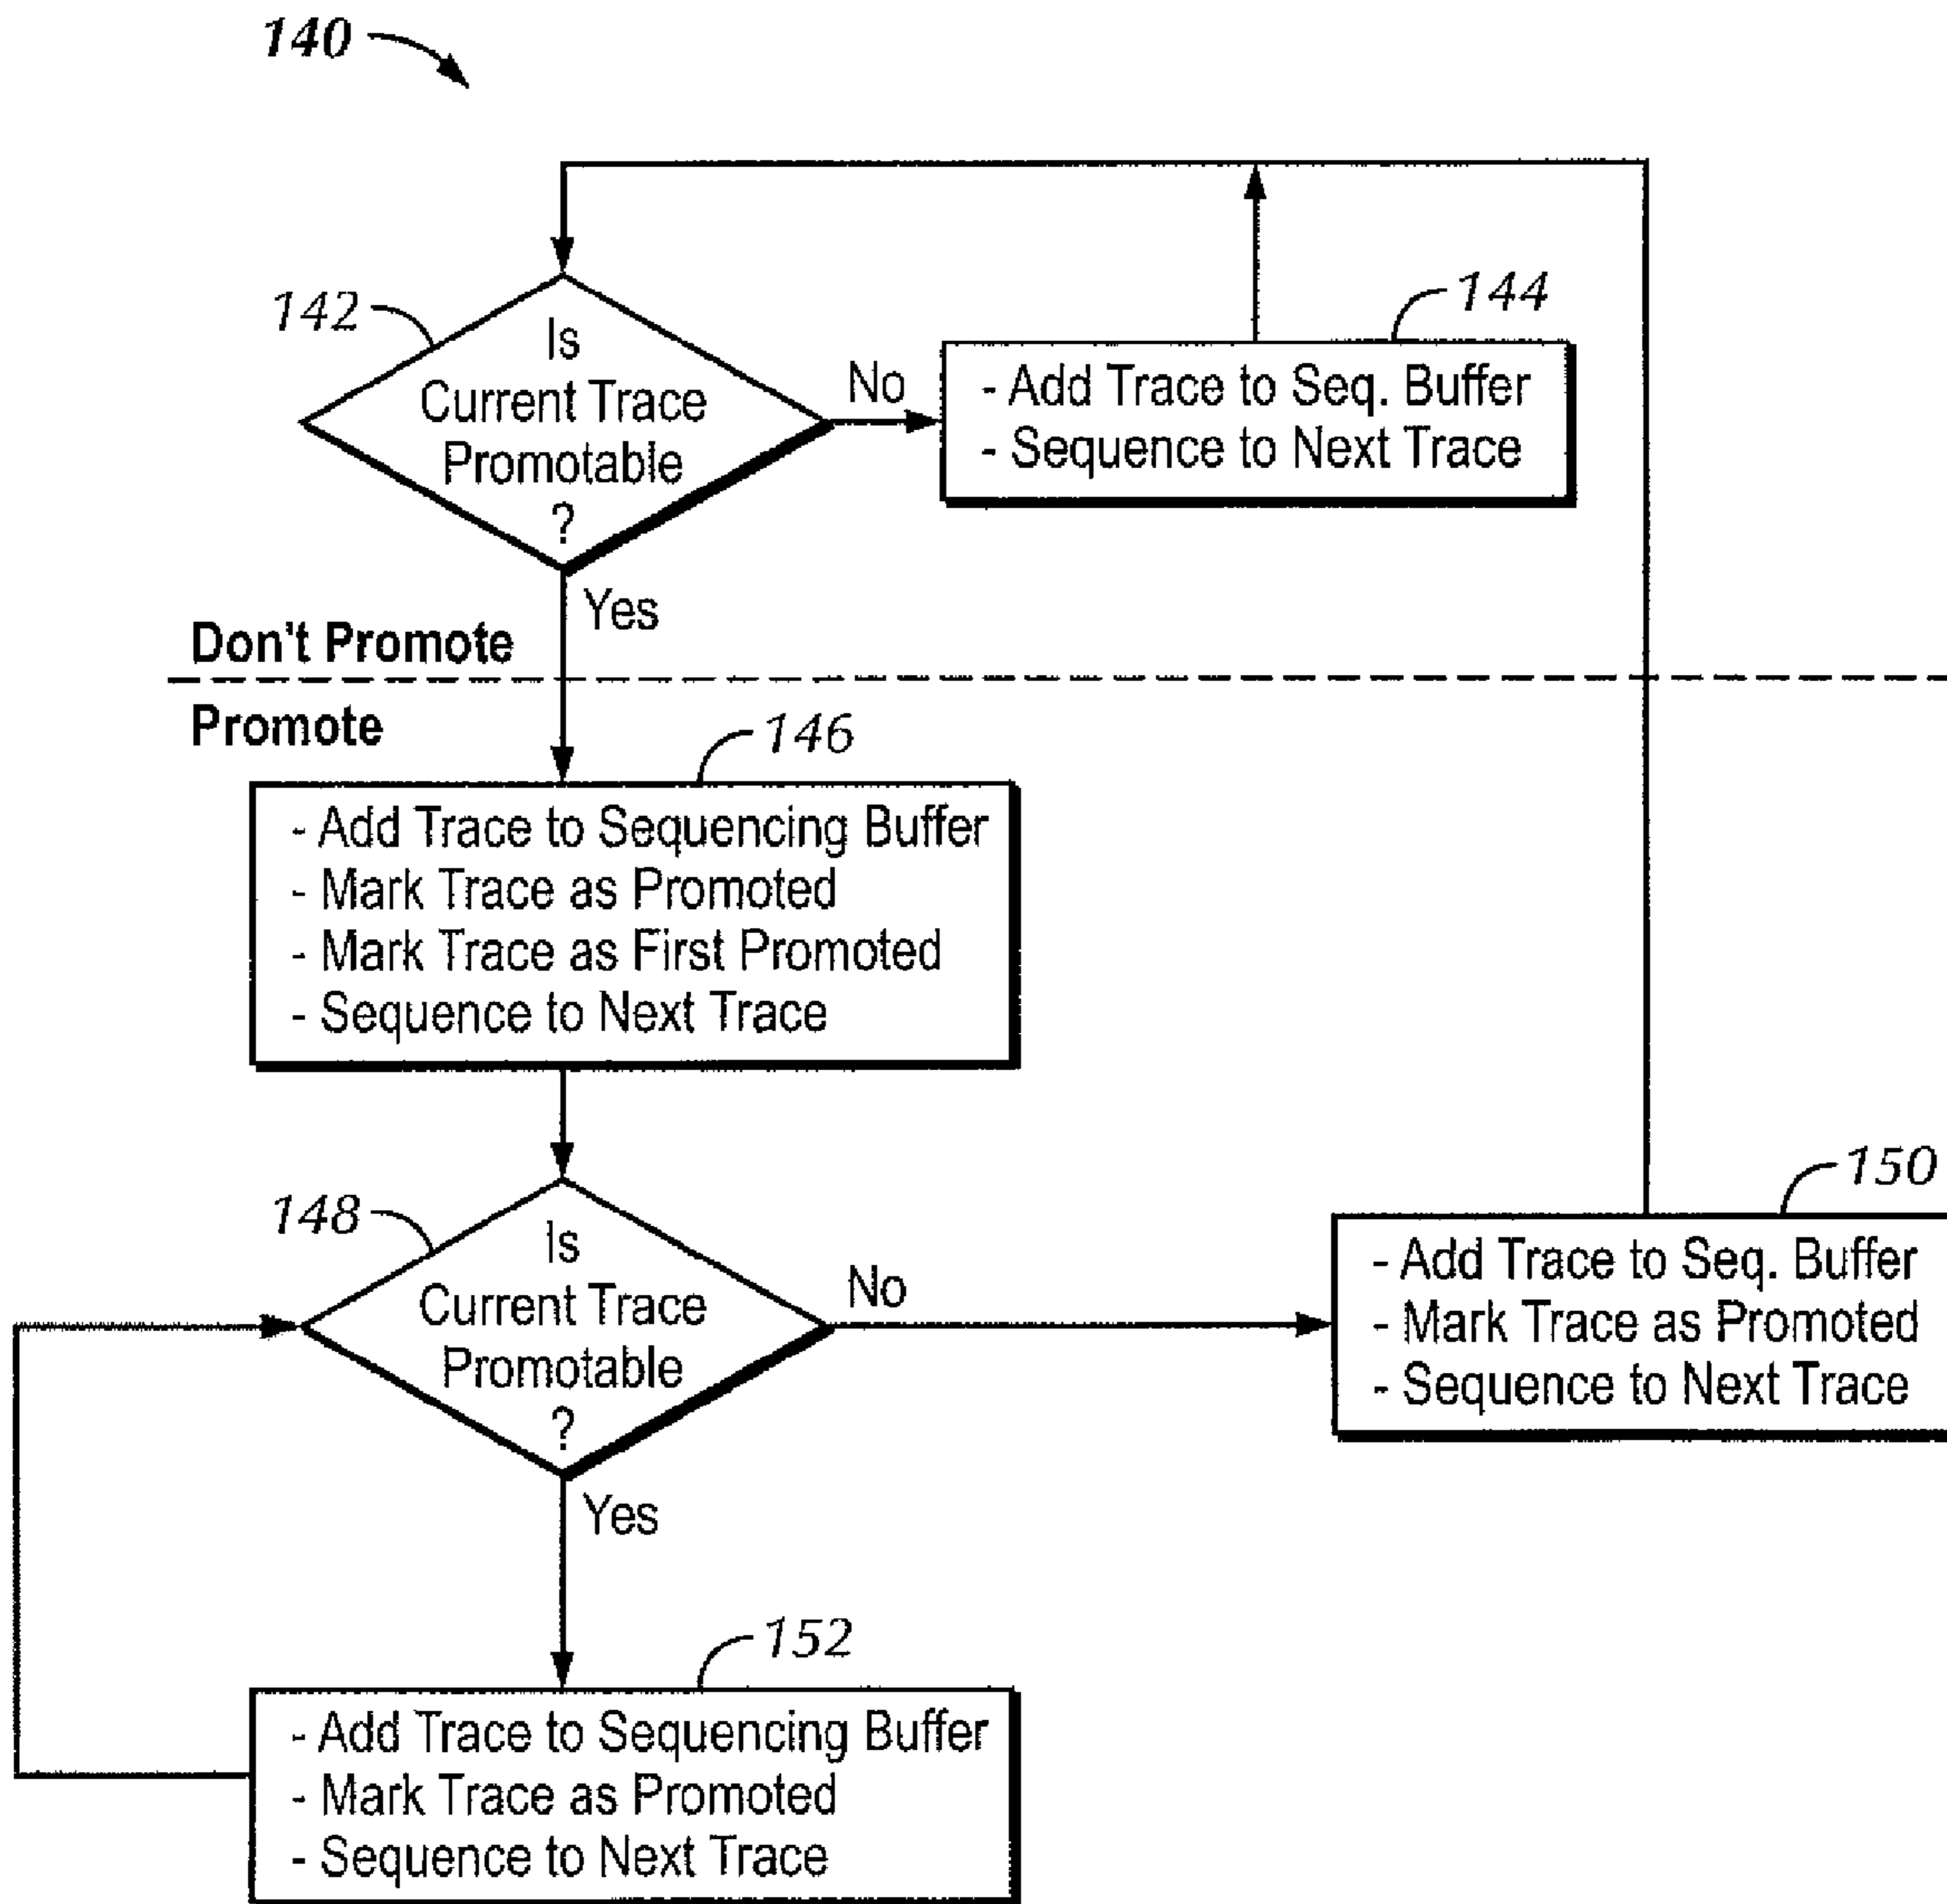 140
142
Is
Current Trace
Promotable
?
No
144
- Add Trace to Seq. Buffer
- Sequence to Next Trace
Yes
Don't Promote
Promote
146
- Add Trace to Sequencing Buffer
- Mark Trace as Promoted
- Mark Trace as First Promoted
- Sequence to Next Trace
148
Is
Current Trace
Promotable
?
No
150
- Add Trace to Seq. Buffer
- Mark Trace as Promoted
- Sequence to Next Trace
Yes
152
- Add Trace to Sequencing Buffer
- Mark Trace as Promoted
- Sequence to Next Trace